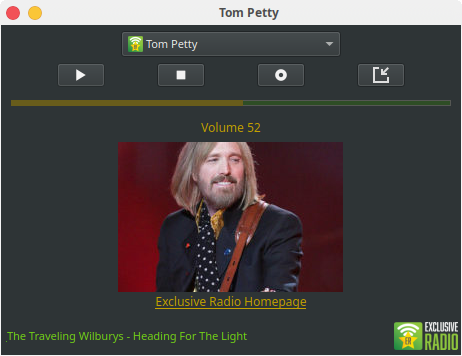 Tom Petty
Tom Petty
Volume 52
Exclusive Radio Homepage
The Traveling Wilburys - Heading For The Light
EXCLUSIVE
RADIO